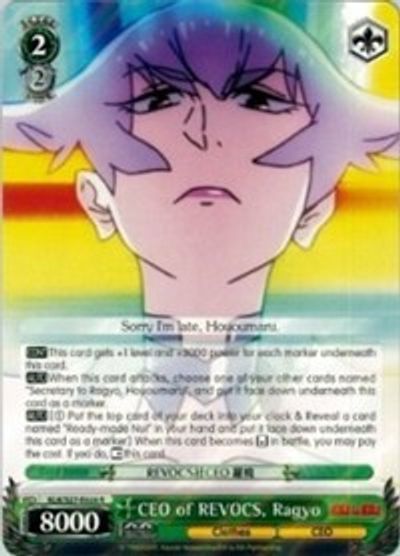 2
2
Sorry I'm late, Hououmaru.
CONT This card gets +1 level and +3000 power for each marker underneath
this card.
AUTO When this card attacks, choose one of your other cards named
"Secretary to Ragyo, Hououmaru", and put it face down underneath this
card as a marker.
AUTO [① Put the top card of your deck into your clock & Reveal a card
named "Ready-made Nui" in your hand and put it face down underneath
this card as a marker] When this card becomes in battle, you may pay
the cost. If you do, this card.
REVOCS社CEO 羅暁
8000
CEO of REVOCS, Ragyo
Clothes
CEO